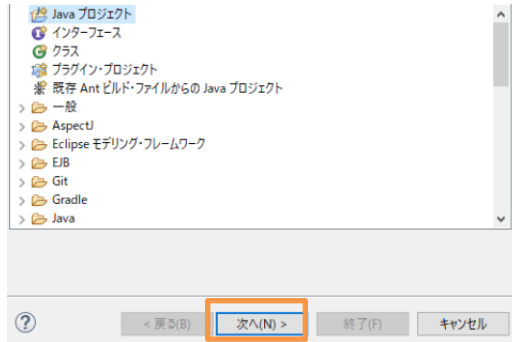 Java プロジェクト
インターフェース
クラス
プラグイン・プロジェクト
既存 Ant ビルド・ファイルからの Java プロジェクト
一般
AspectJ
Eclipse モデリング・フレームワーク
EJB
Git
Gradle
Java
? < 戻る(B) 次へ(N) > 終了(F) キャンセル